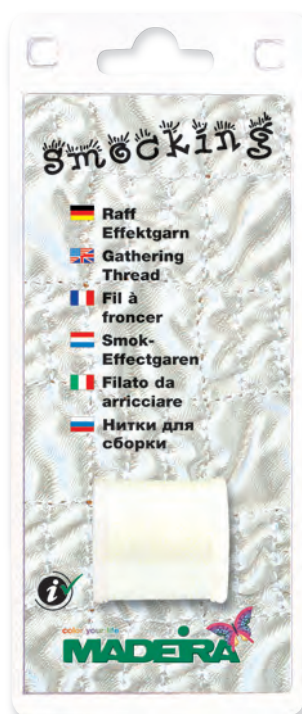 smocking
Raff
Effektgarn
Gathering
Thread
Fil à
froncer
Smok-
Effectgaren
Filato da
arricciare
Нитки для
сборки
i
color your life
MADEIRA